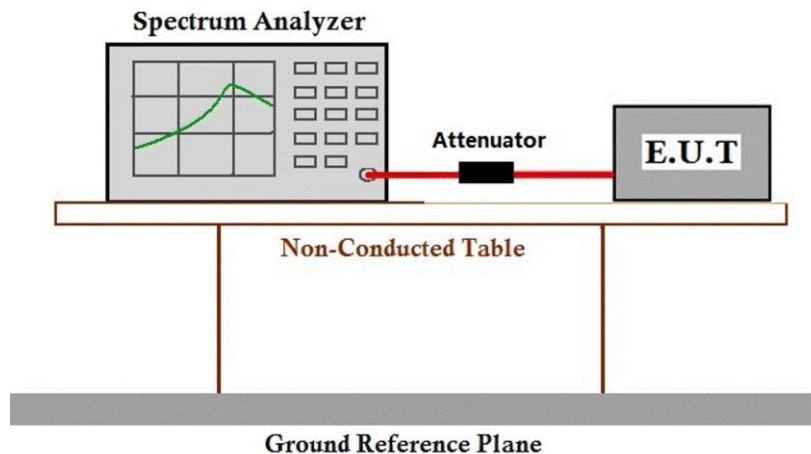 Spectrum Analyzer
Attenuator
E.U.T
Non-Conducted Table
Ground Reference Plane